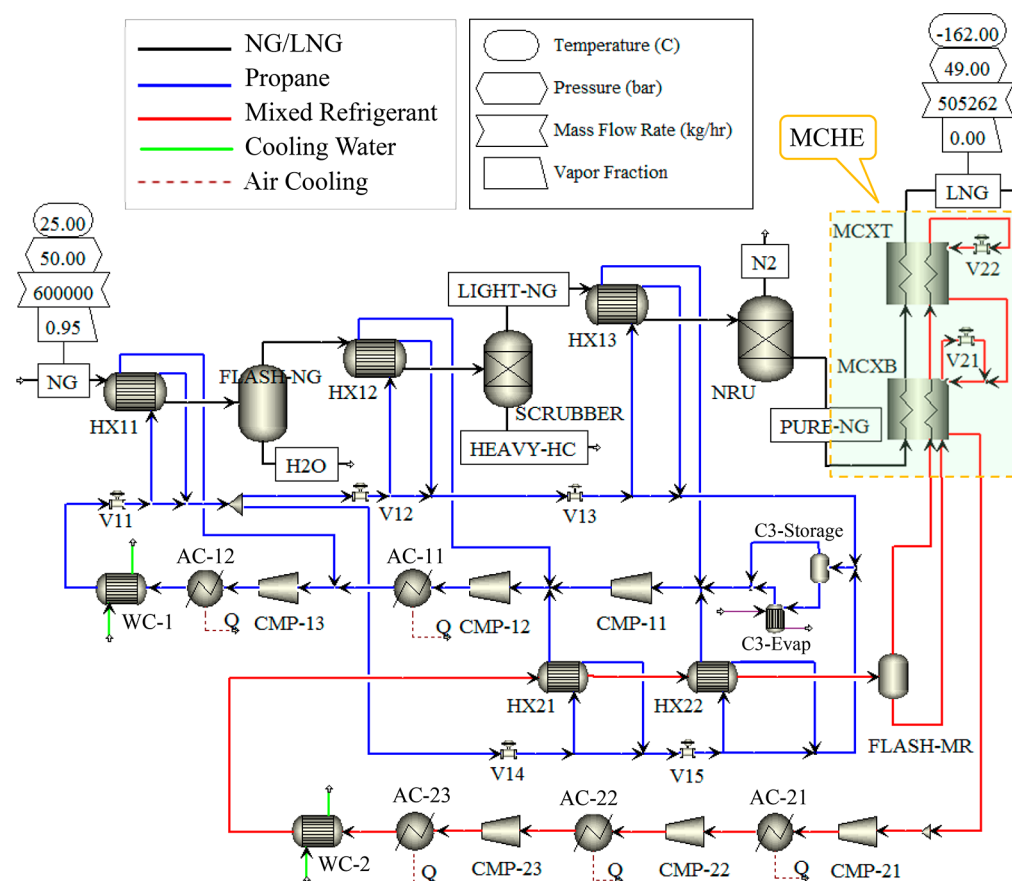 NG/LNG
Propane
Mixed Refrigerant
Cooling Water
Air Cooling
Temperature (C)
Pressure (bar)
Mass Flow Rate (kg/hr)
Vapor Fraction
-162.00
49.00
505262
0.00
LNG
MCHE
MCXT
V22
V21
MCXB
25.00
50.00
600000
0.95
NG
HX11
FLASH-NG
H2O
HX12
LIGHT-NG
SCRUBBER
HEAVY-HC
HX13
N2
NRU
PURE-NG
V11
V12
V13
C3-Storage
AC-12
AC-11
WC-1
Q
CMP-13
Q
CMP-12
CMP-11
C3-Evap
HX21
HX22
FLASH-MR
V14
V15
AC-23
AC-22
AC-21
WC-2
Q
CMP-23
Q
CMP-22
Q
CMP-21